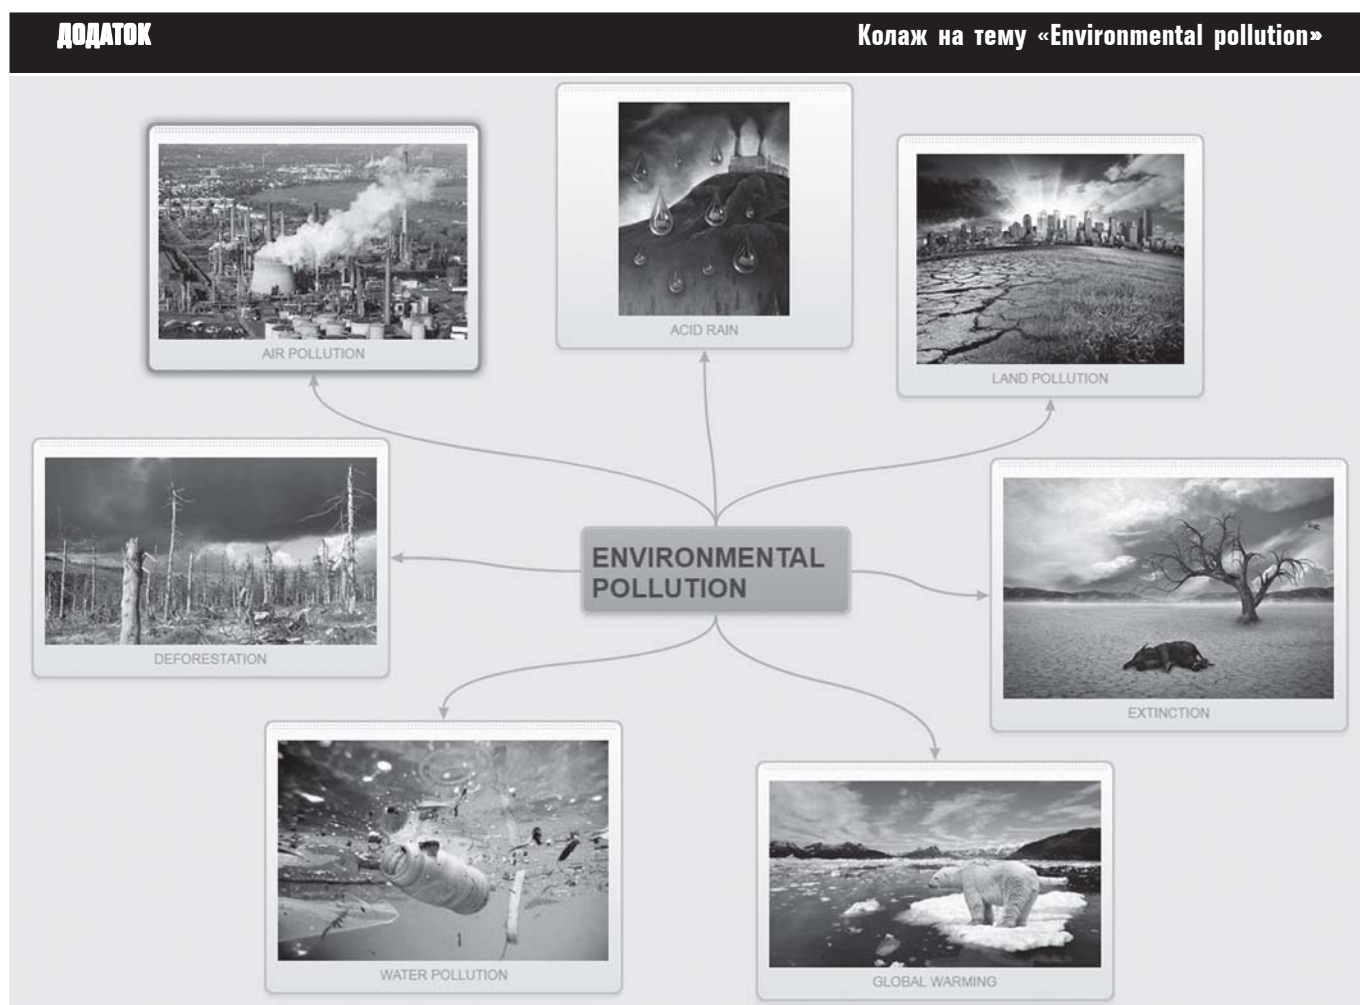 ДОДАТОК
Колаж на тему «Environmental pollution»
AIR POLLUTION
ACID RAIN
LAND POLLUTION
DEFORESTATION
ENVIRONMENTAL
POLLUTION
EXTINCTION
WATER POLLUTION
GLOBAL WARMING